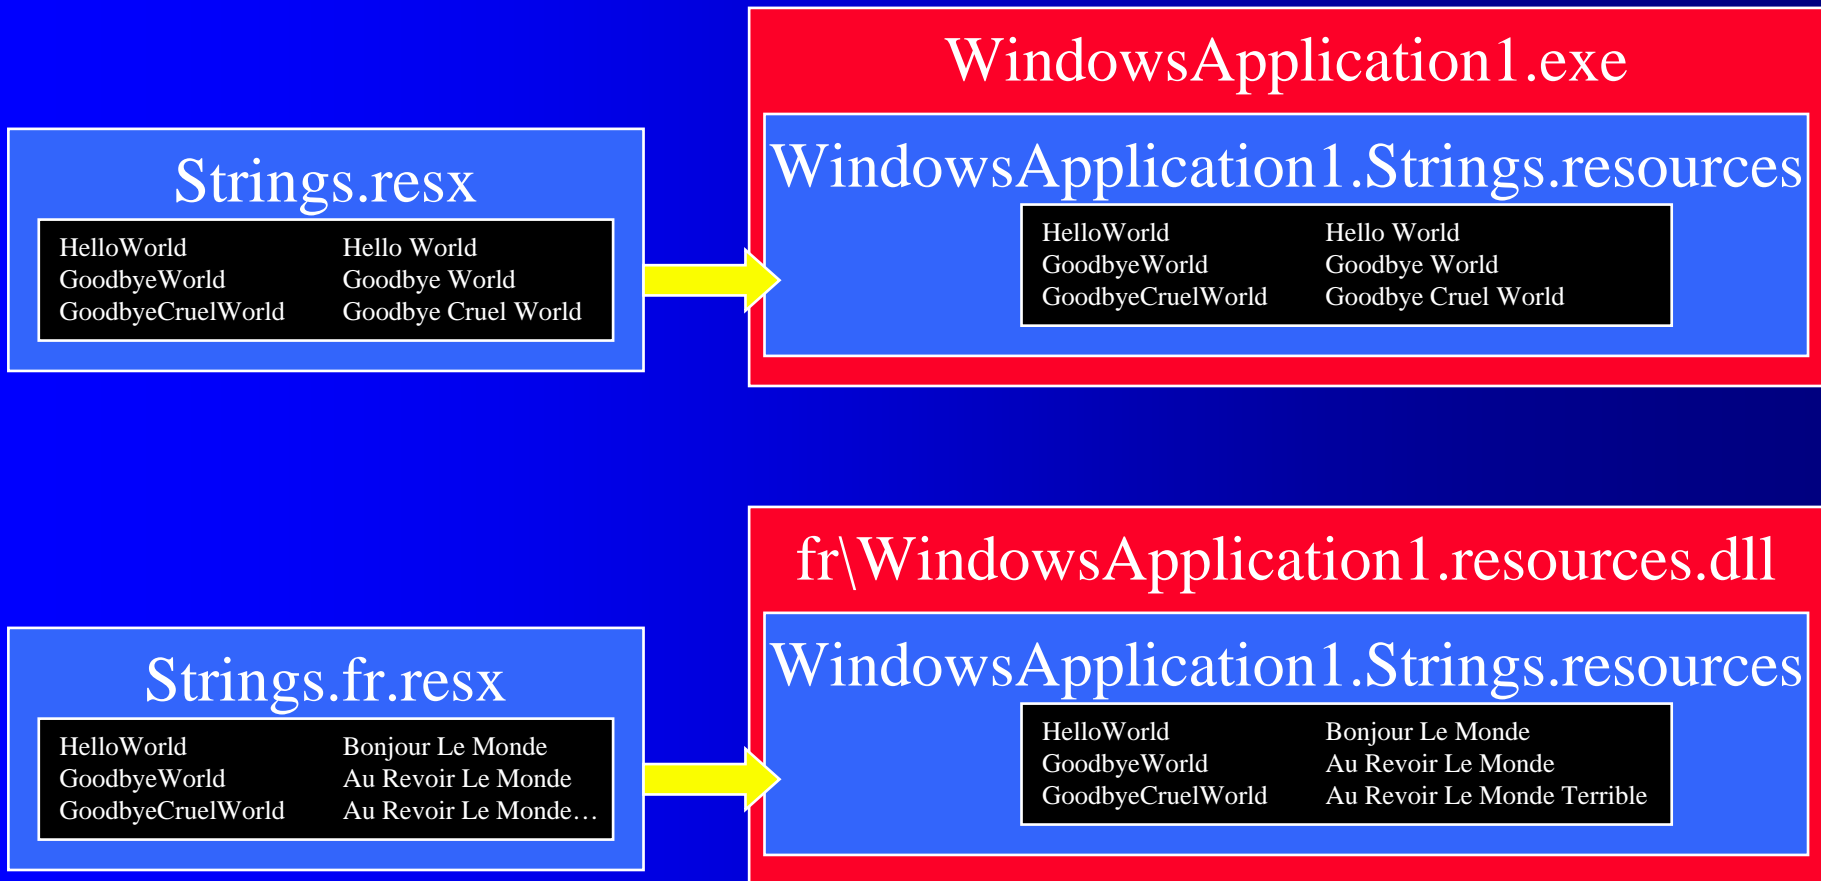 WindowsApplication1.exe
Strings.resx
HelloWorld Hello World
GoodbyeWorld Goodbye World
GoodbyeCruelWorld Goodbye Cruel World
WindowsApplication1.Strings.resources
HelloWorld Hello World
GoodbyeWorld Goodbye World
GoodbyeCruelWorld Goodbye Cruel World
fr\WindowsApplication1.resources.dll
Strings.fr.resx
HelloWorld Bonjour Le Monde
GoodbyeWorld Au Revoir Le Monde
GoodbyeCruelWorld Au Revoir Le Monde…
WindowsApplication1.Strings.resources
HelloWorld Bonjour Le Monde
GoodbyeWorld Au Revoir Le Monde
GoodbyeCruelWorld Au Revoir Le Monde Terrible